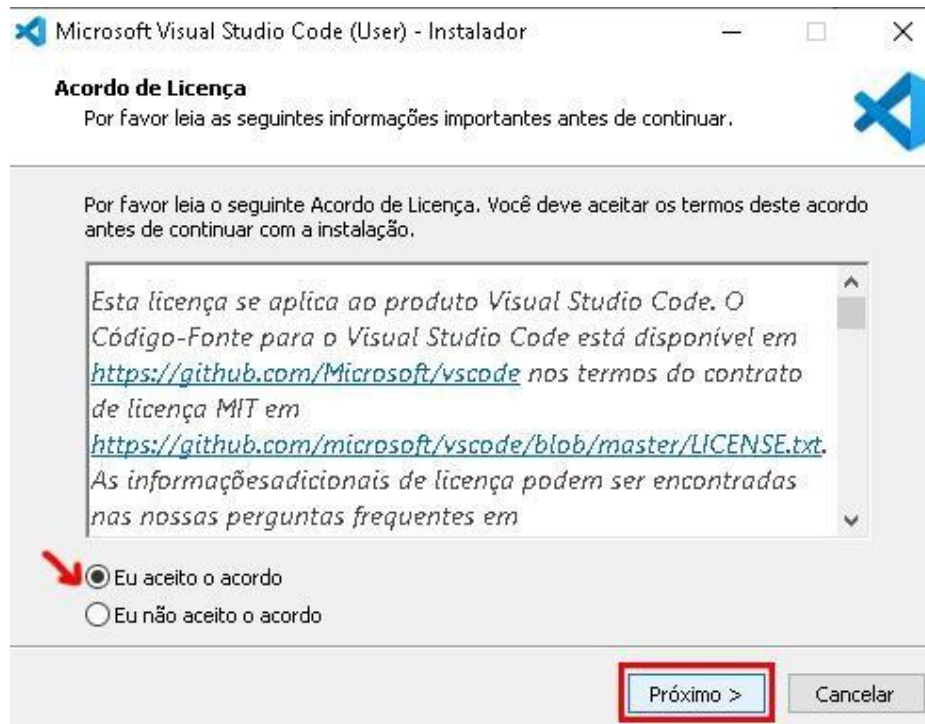 Microsoft Visual Studio Code (User) - Instalador
Acordo de Licença
Por favor leia as seguintes informações importantes antes de continuar.
Por favor leia o seguinte Acordo de Licença. Você deve aceitar os termos deste acordo
antes de continuar com a instalação.
Esta licença se aplica ao produto Visual Studio Code. O
Código-Fonte para o Visual Studio Code está disponível em
https://github.com/Microsoft/vscode nos termos do contrato
de licença MIT em
https://github.com/microsoft/vscode/blob/master/LICENSE.txt.
As informaçõesadicionais de licença podem ser encontradas
nas nossas perguntas frequentes em
Eu aceito o acordo
Eu não aceito o acordo
Próximo > Cancelar